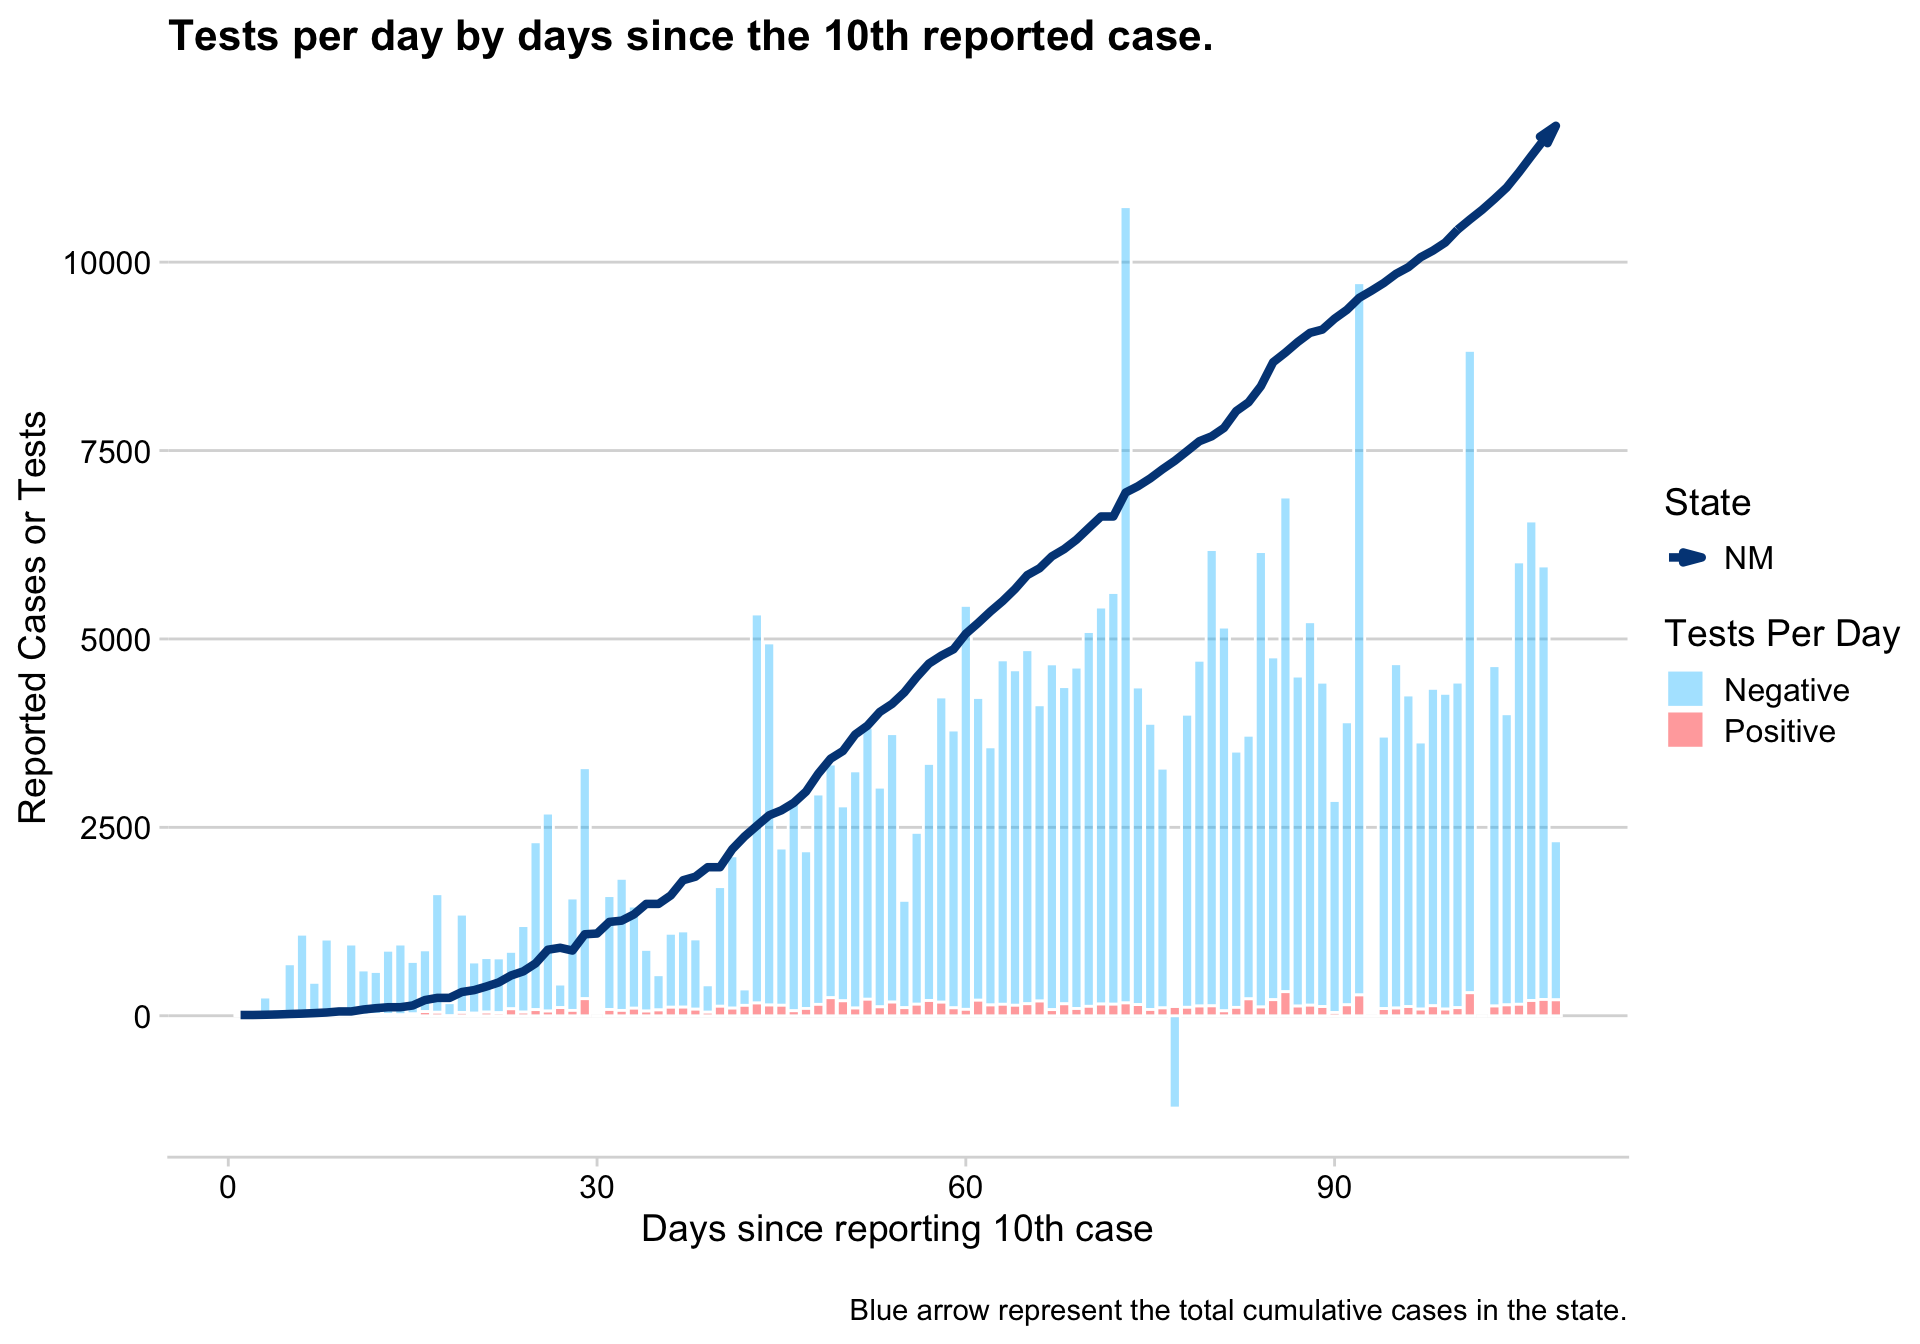 Tests per day by days since the 10th reported case.
Reported Cases or Tests
10000
7500
5000
2500
0
0
30
60
90
Days since reporting 10th case
State
NM
Tests Per Day
Negative
Positive
Blue arrow represent the total cumulative cases in the state.